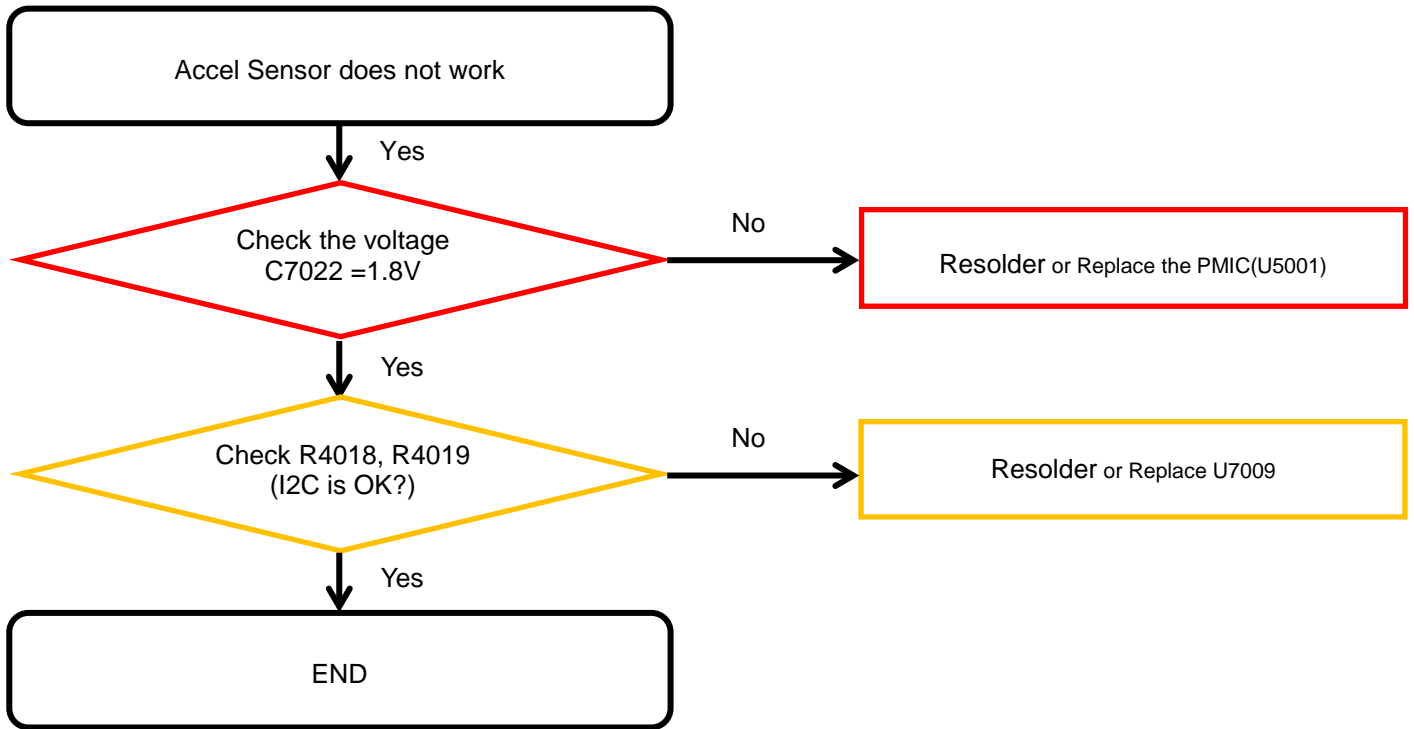 Accel Sensor does not work
Yes
Check the voltage
C7022 =1.8V
No
Resolder or Replace the PMIC(U5001)
Yes
Check R4018, R4019
(I2C is OK?)
No
Resolder or Replace U7009
Yes
END